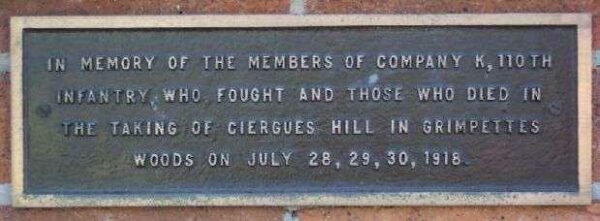 IN MEMORY OF THE MEMBERS OF COMPANY K, 110TH
INFANTRY, WHO FOUGHT AND THOSE WHO DIED IN
THE TAKING OF CIERGUES HILL IN GRIMPETTES
WOODS ON JULY 28, 29, 30, 1918.